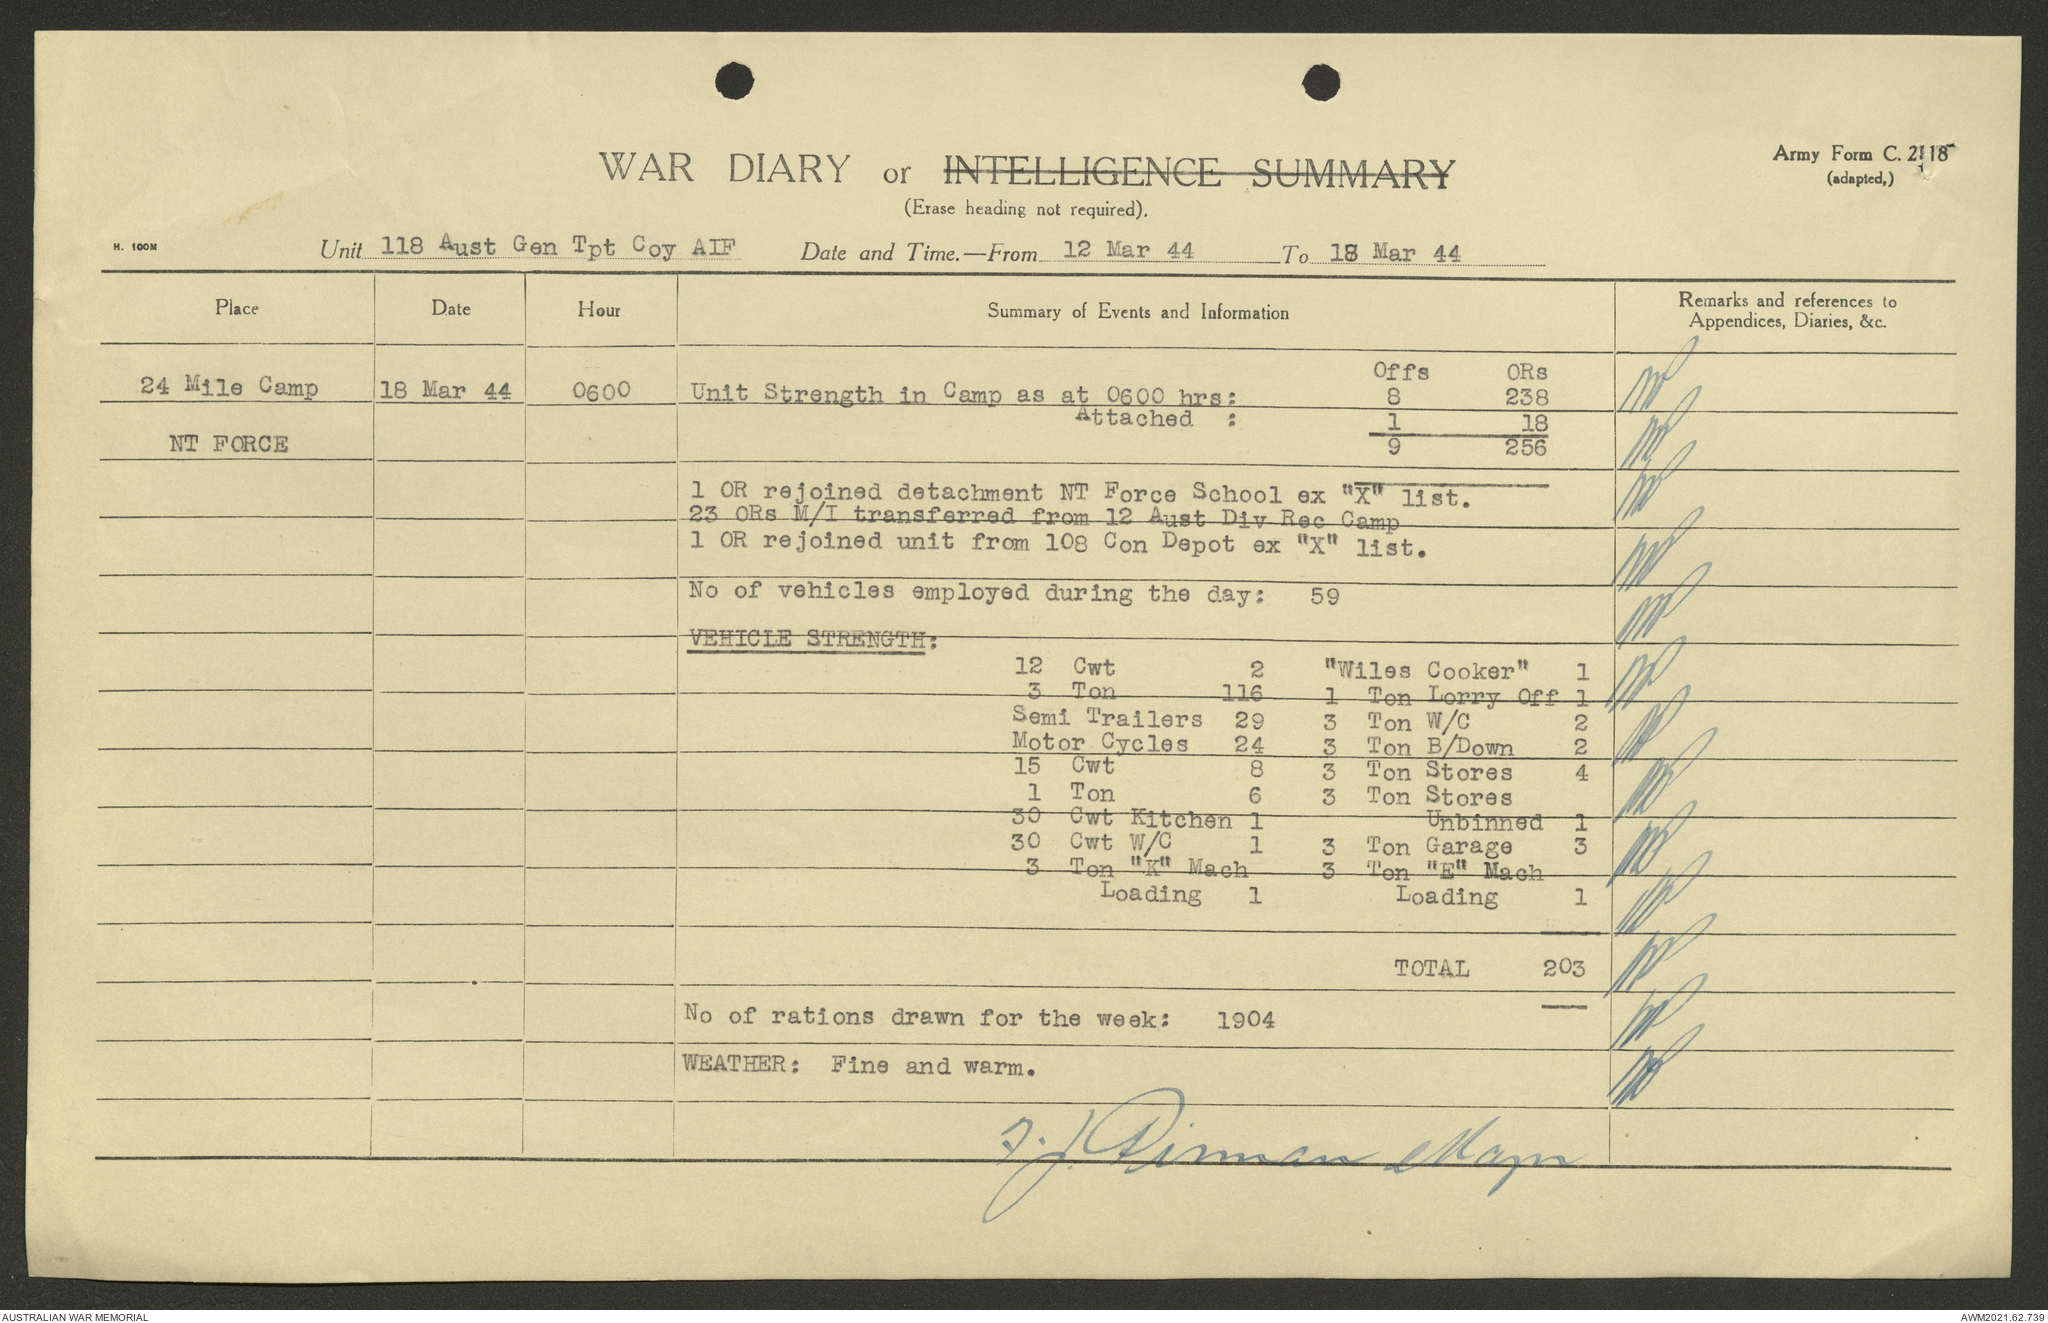 Army Form C. 2118
(adapted,)
WAR DIARY or INTELLIGENCE SUMMARY
(Erase heading not required).
H. 100M
Unit 118 Aust Gen Tpt Coy AIF Date and Time.—From 12 Mar 44 To 18 Mar 44
Place Date Hour Summary of Events and Information Remarks and references to
Appendices, Diaries, &c.
Offs ORs
24 Mile Camp 18 Mar 44 0600 Unit Strength in Camp as at 0600 hrs: 8 238
Attached : 1 18
NT FORCE 9 256
1 OR rejoined detachment NT Force School ex "X" list.
23 ORs M/I transferred from 12 Aust Div Rec Camp
1 OR rejoined unit from 108 Con Depot ex "X" list.
No of vehicles employed during the day: 59
VEHICLE STRENGTH:
12 Cwt 2 "Wiles Cooker" 1
3 Ton 116 1 Ton Lorry Off 1
Semi Trailers 29 3 Ton W/C 2
Motor Cycles 24 3 Ton B/Down 2
15 Cwt 8 3 Ton Stores 4
1 Ton 6 3 Ton Stores
30 Cwt Kitchen 1 Unbinned 1
30 Cwt W/C 1 3 Ton Garage 3
3 Ton "K" Mach 3 Ton "E" Mach
Loading 1 Loading 1
TOTAL 203
No of rations drawn for the week: 1904
WEATHER: Fine and warm.
AUSTRALIAN WAR MEMORIAL
AWM2021.62.739